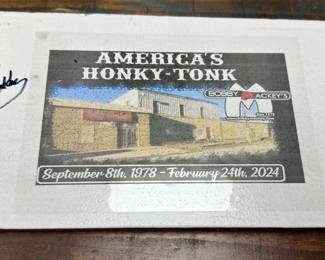 AMERICA'S
HONKY-TONK
BOBBY MACKEY'S
September 8th, 1978 - February 24th, 2024